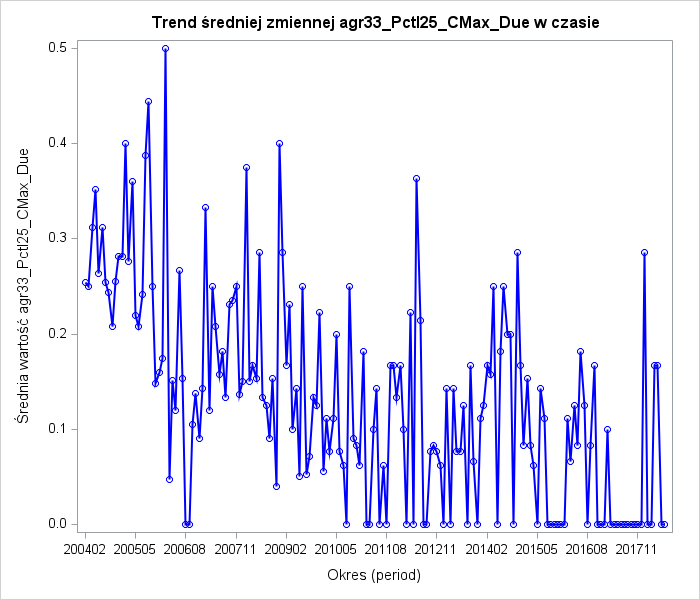 Trend średniej zmiennej agr33_Pctl25_CMax_Due w czasie
Średnia wartość agr33_Pctl25_CMax_Due
0.5
0.4
0.3
0.2
0.1
0.0
200402 200505 200608 200711 200902 201005 201108 201211 201402 201505 201608 201711
Okres (period)